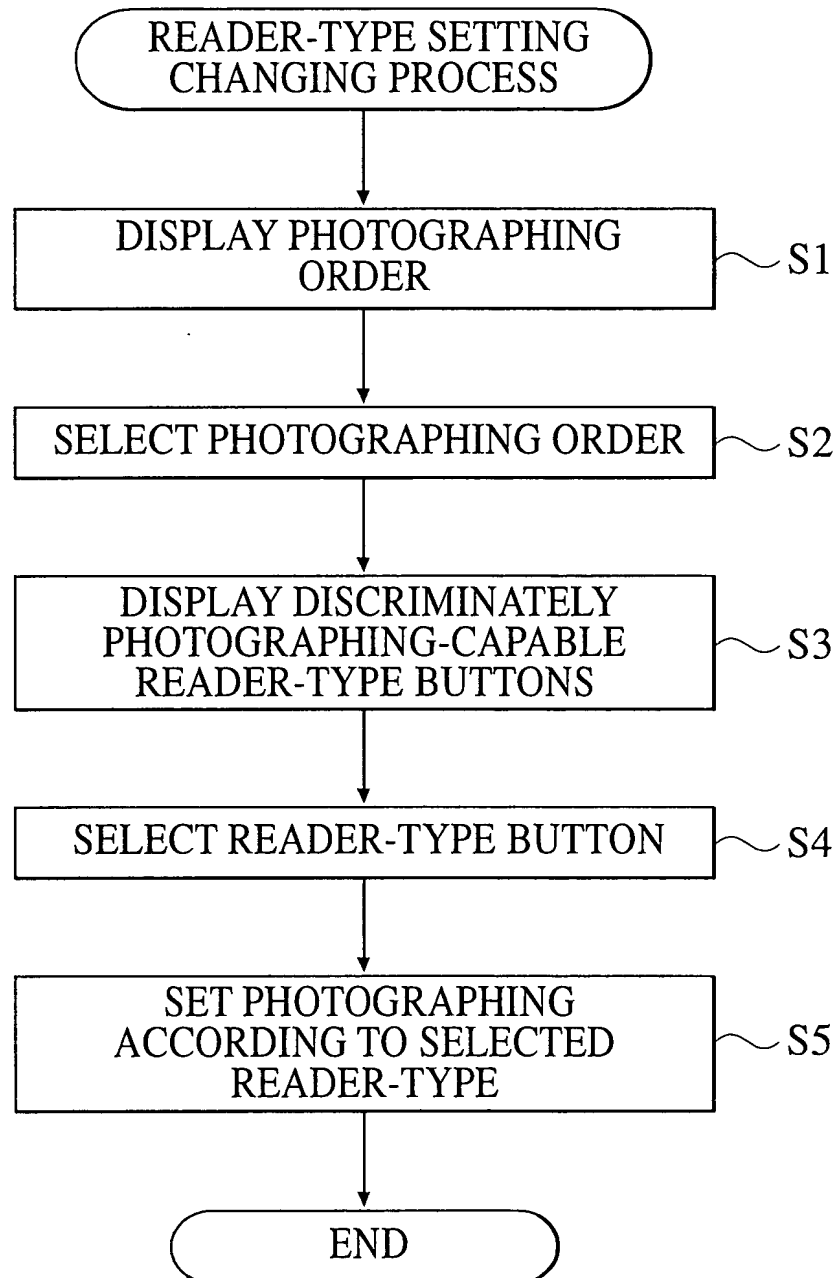 READER-TYPE SETTING
CHANGING PROCESS
DISPLAY PHOTOGRAPHING
ORDER
S1
SELECT PHOTOGRAPHING ORDER
S2
DISPLAY DISCRIMINATELY
PHOTOGRAPHING-CAPABLE
READER-TYPE BUTTONS
S3
SELECT READER-TYPE BUTTON
S4
SET PHOTOGRAPHING
ACCORDING TO SELECTED
READER-TYPE
S5
END